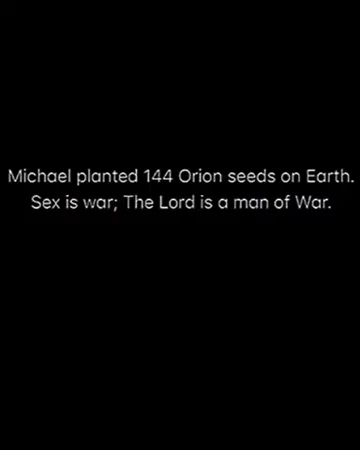 Michael planted 144 Orion seeds on Earth.
Sex is war; The Lord is a man of War.